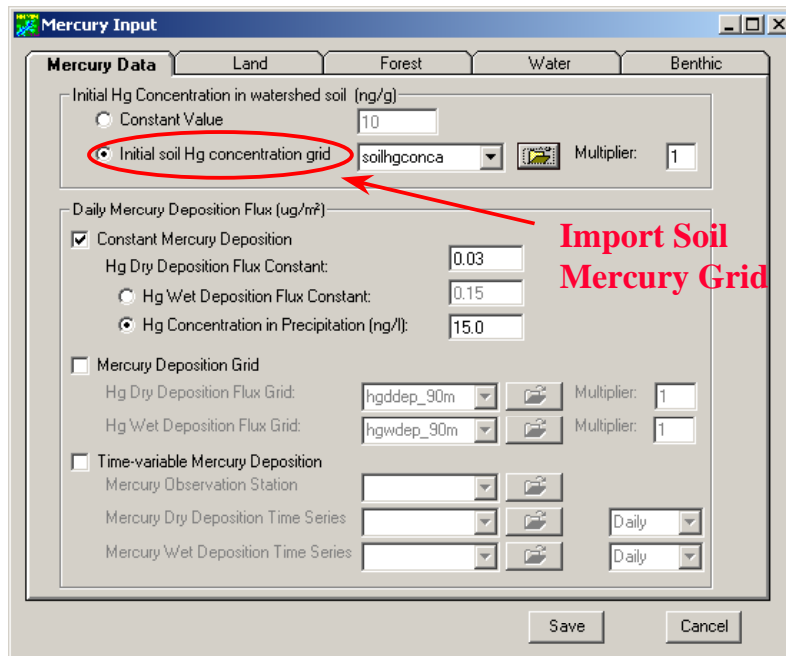 Mercury Input
Mercury Data Land Forest Water Benthic
Initial Hg Concentration in watershed soil (ng/g)
Constant Value 10
Initial soil Hg concentration grid soilhgconca Multiplier: 1
Daily Mercury Deposition Flux (ug/m²)
Import Soil
Mercury Grid
Constant Mercury Deposition
Hg Dry Deposition Flux Constant: 0.03
Hg Wet Deposition Flux Constant: 0.15
Hg Concentration in Precipitation (ng/l): 15.0
Mercury Deposition Grid
Hg Dry Deposition Flux Grid: hgddep_90m Multiplier: 1
Hg Wet Deposition Flux Grid: hgwdep_90m Multiplier: 1
Time-variable Mercury Deposition
Mercury Observation Station
Mercury Dry Deposition Time Series Daily
Mercury Wet Deposition Time Series Daily
Save Cancel